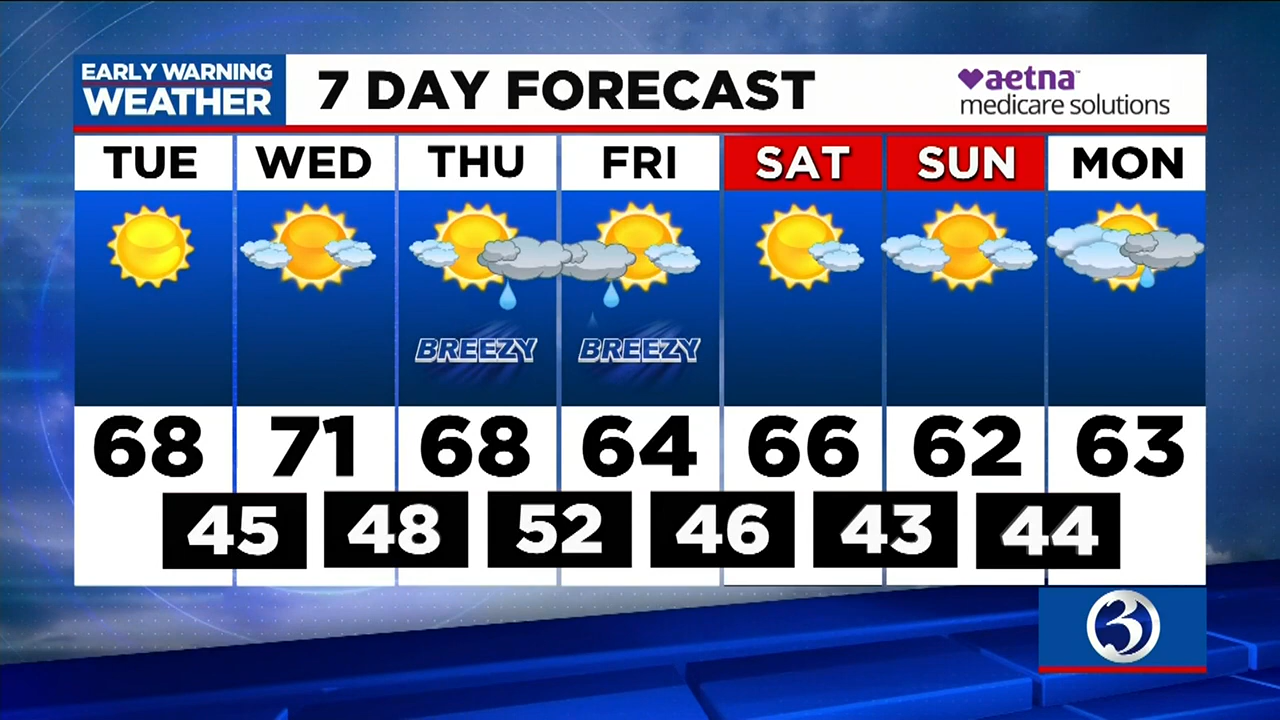 EARLY WARNING
WEATHER
7 DAY FORECAST
aetna™
medicare solutions
TUE WED THU FRI SAT SUN MON
BREEZY BREEZY
68 71 68 64 66 62 63
45 48 52 46 43 44
3